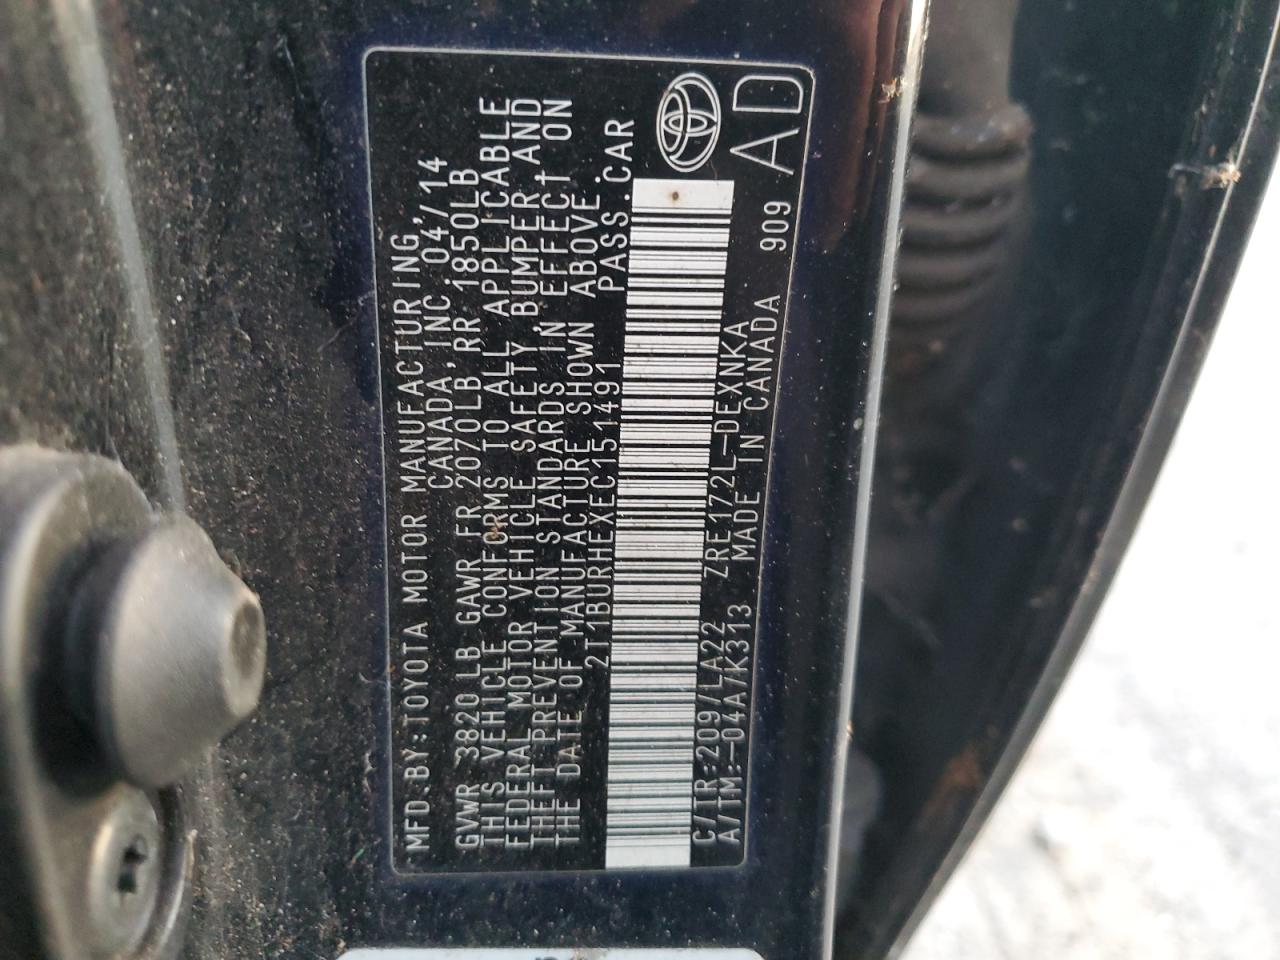 MFD.BY:TOYOTA MOTOR MANUFACTURING,
CANADA,INC. 04/14
GVWR 3820 LB GAWR FR 2070LB,RR 1850LB
THIS VEHICLE CONFORMS TO ALL APPLICABLE
FEDERAL MOTOR VEHICLE SAFETY,BUMPER,AND
THEFT PREVENTION STANDARDS IN EFFECT ON
THE DATE OF MANUFACTURE SHOWN ABOVE.
2T1BURHEXEC151491 PASS.CAR
C/TR:209/LA22 ZRE172L-DEXNKA 909
A/TM:-04A/K313 MADE IN CANADA
AD